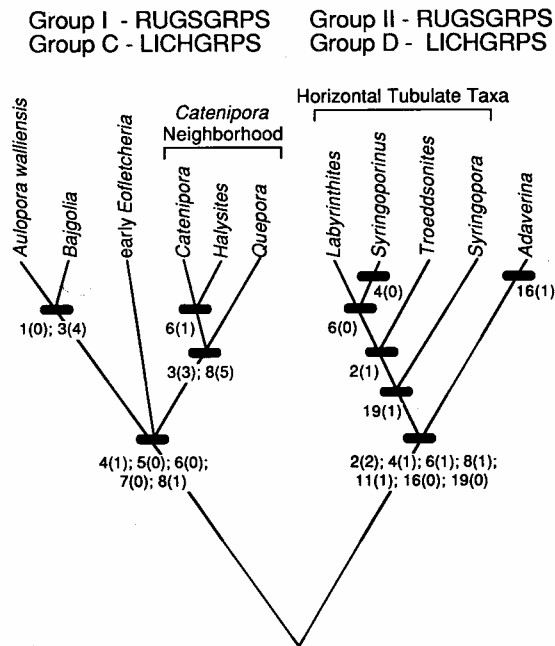 Group I - RUGSGRPS
Group C - LICHGRPS
Group II - RUGSGRPS
Group D - LICHGRPS
Catenipora
Neighborhood
Horizontal Tubulate Taxa
Aulopora walliensis
Bajgolia
early Eofletcheria
Catenipora
Halysites
Quepora
Labyrinthites
Syringoporinus
Troeddsonites
Syringopora
Adaverina
1(0); 3(4)
6(1)
3(3); 8(5)
4(1); 5(0); 6(0);
7(0); 8(1)
4(0)
6(0)
2(1)
19(1)
16(1)
2(2); 4(1); 6(1); 8(1);
11(1); 16(0); 19(0)